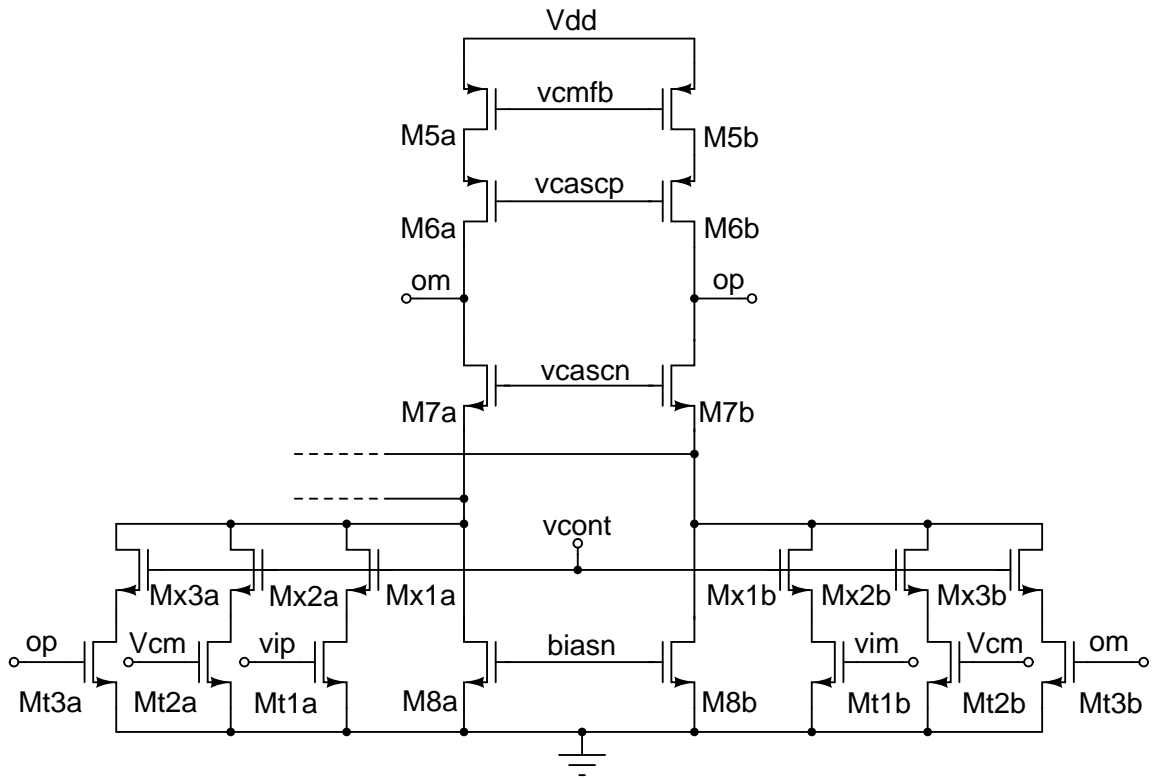 Vdd
vcmfb
M5a
M5b
vcascp
M6a
M6b
om
op
vcascn
M7a
M7b
vcont
Mx3a
Mx2a
Mx1a
Mx1b
Mx2b
Mx3b
op
Vcm
vip
biasn
vim
Vcm
om
Mt3a
Mt2a
Mt1a
M8a
M8b
Mt1b
Mt2b
Mt3b